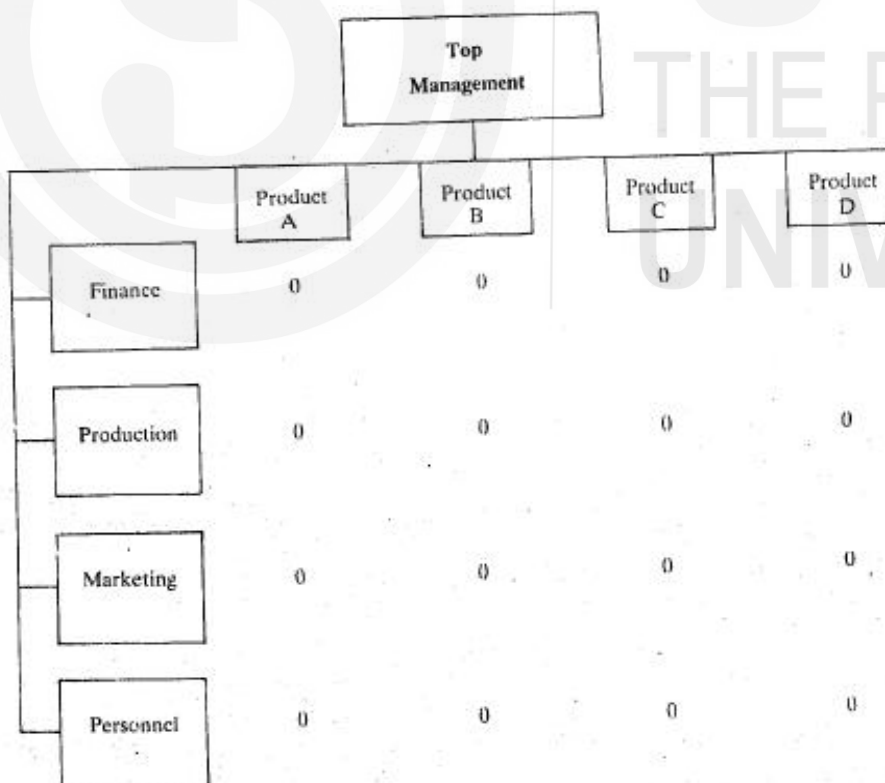 Top
Management
THE P
UNIV
Product
A
Product
B
Product
C
Product
D
Finance
0
0
0
0
Production
0
0
0
0
Marketing
0
0
0
0
Personnel
0
0
0
0